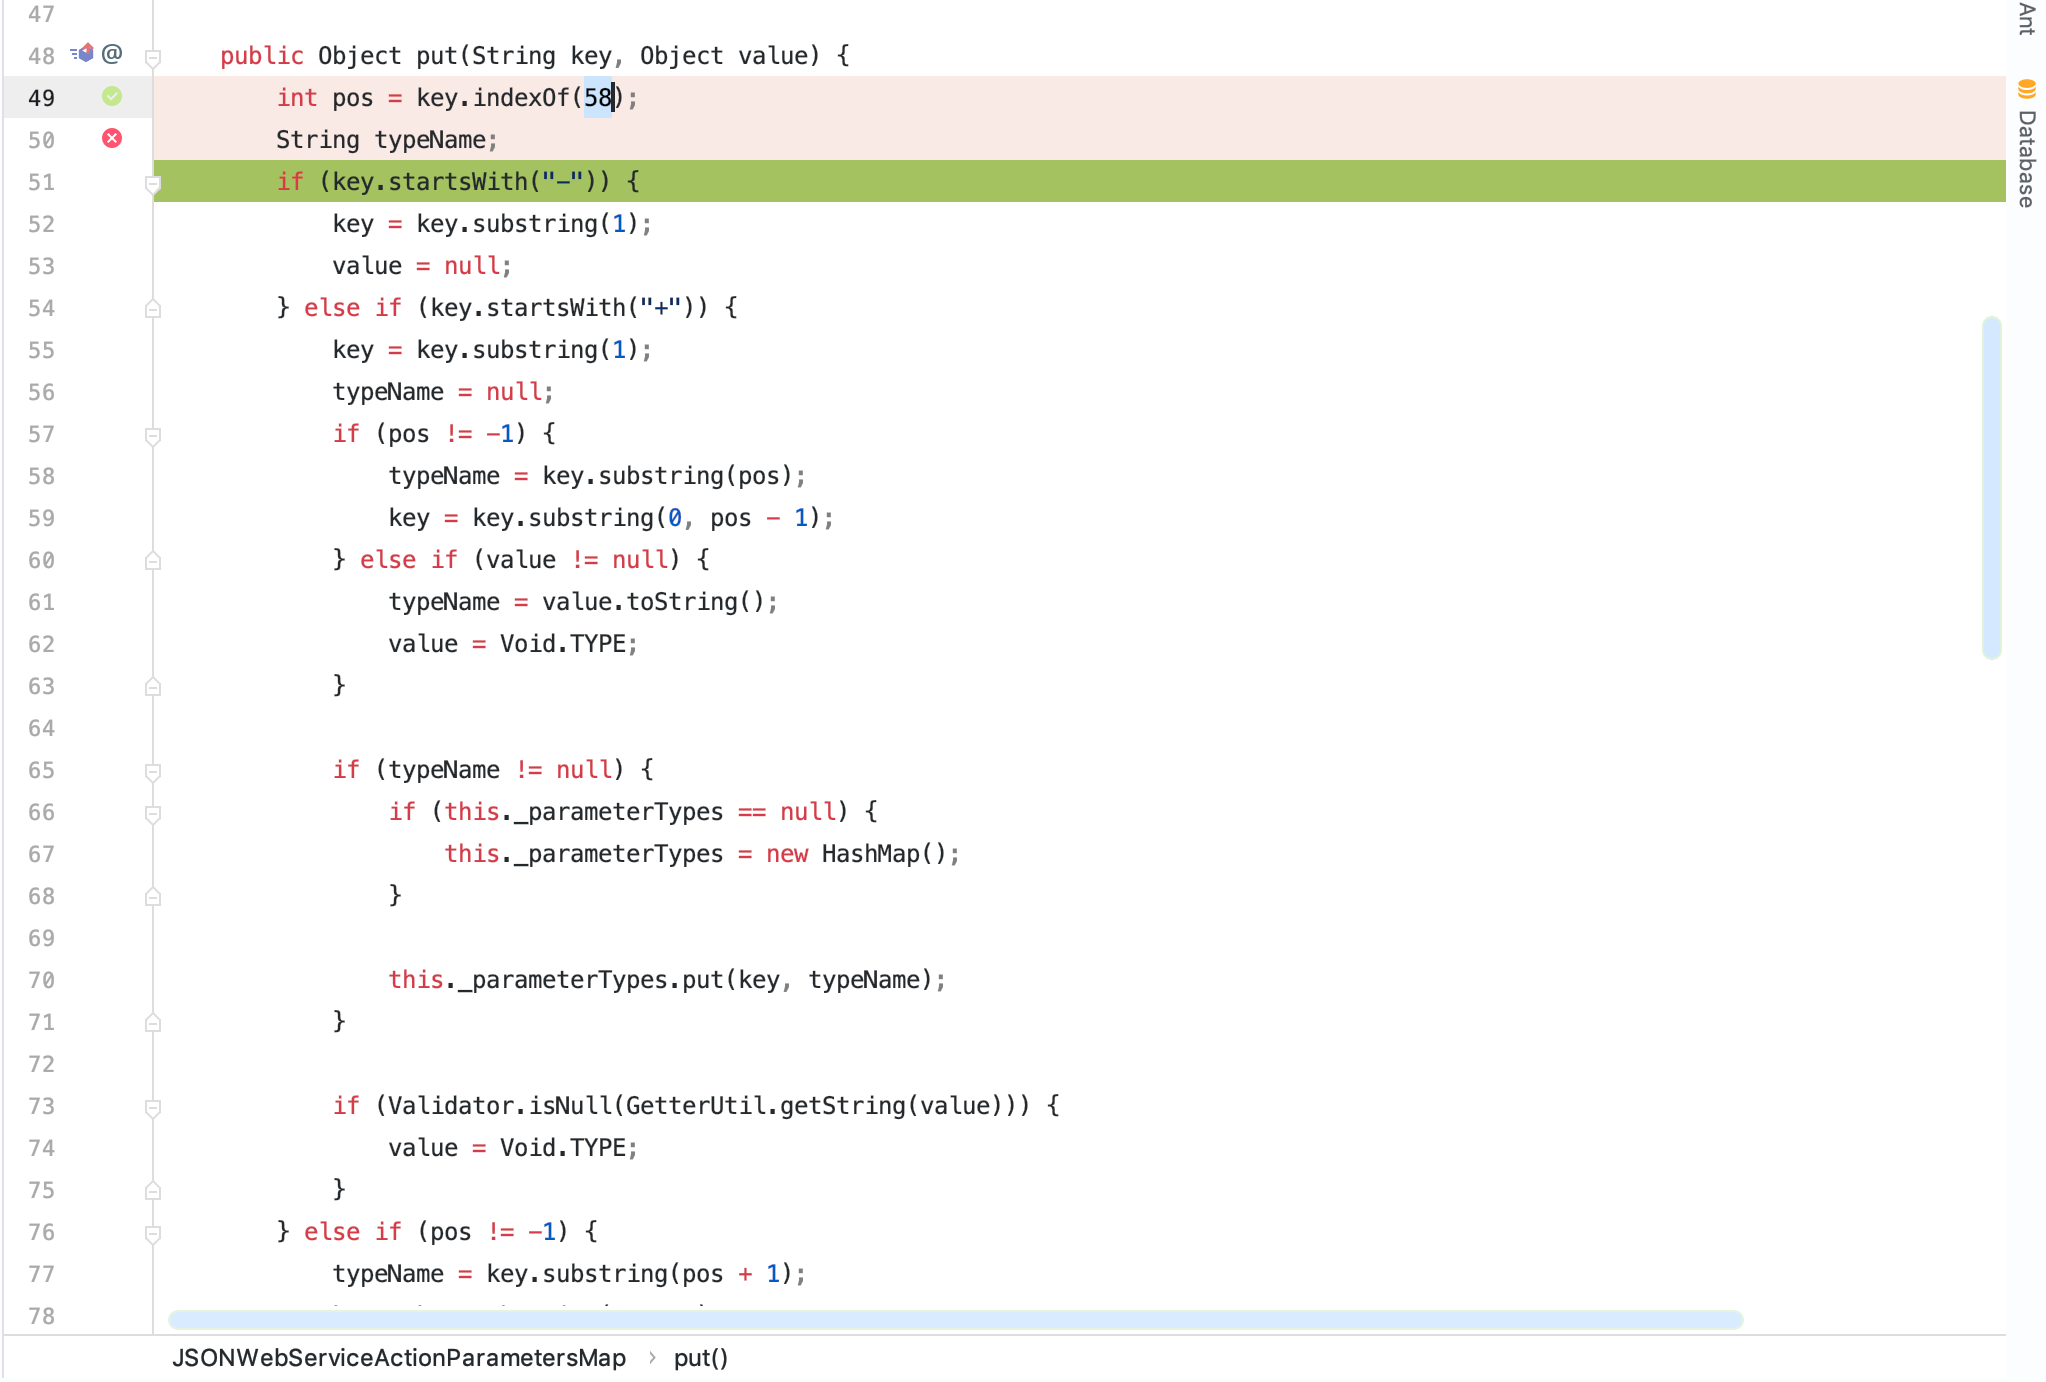 47
48 @ public Object put(String key, Object value) {
49 int pos = key.indexOf(58);
50 String typeName;
51 if (key.startsWith("-")) {
52 key = key.substring(1);
53 value = null;
54 } else if (key.startsWith("+")) {
55 key = key.substring(1);
56 typeName = null;
57 if (pos != -1) {
58 typeName = key.substring(pos);
59 key = key.substring(0, pos - 1);
60 } else if (value != null) {
61 typeName = value.toString();
62 value = Void.TYPE;
63 }
64
65 if (typeName != null) {
66 if (this._parameterTypes == null) {
67 this._parameterTypes = new HashMap();
68 }
69
70 this._parameterTypes.put(key, typeName);
71 }
72
73 if (Validator.isNull(GetterUtil.getString(value))) {
74 value = Void.TYPE;
75 }
76 } else if (pos != -1) {
77 typeName = key.substring(pos + 1);
78
JSONWebServiceActionParametersMap › put()
Ant
Database